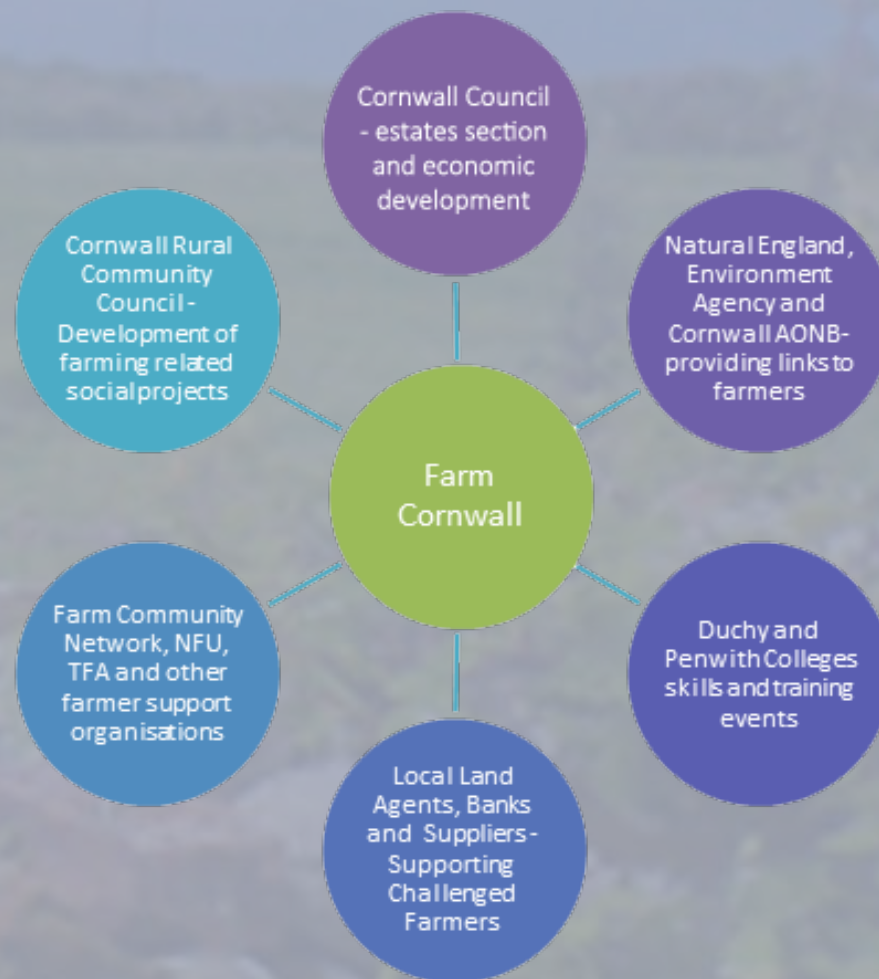 Cornwall Council
- estates section
and economic
development
Natural England,
Environment
Agency and
Cornwall AONB-
providing links to
farmers
Duchy and
Penwith Colleges
skills and training
events
Local Land
Agents, Banks
and Suppliers-
Supporting
Challenged
Farmers
Farm Community
Network, NFU,
TFA and other
farmer support
organisations
Cornwall Rural
Community
Council -
Development of
farming related
social projects
Farm
Cornwall